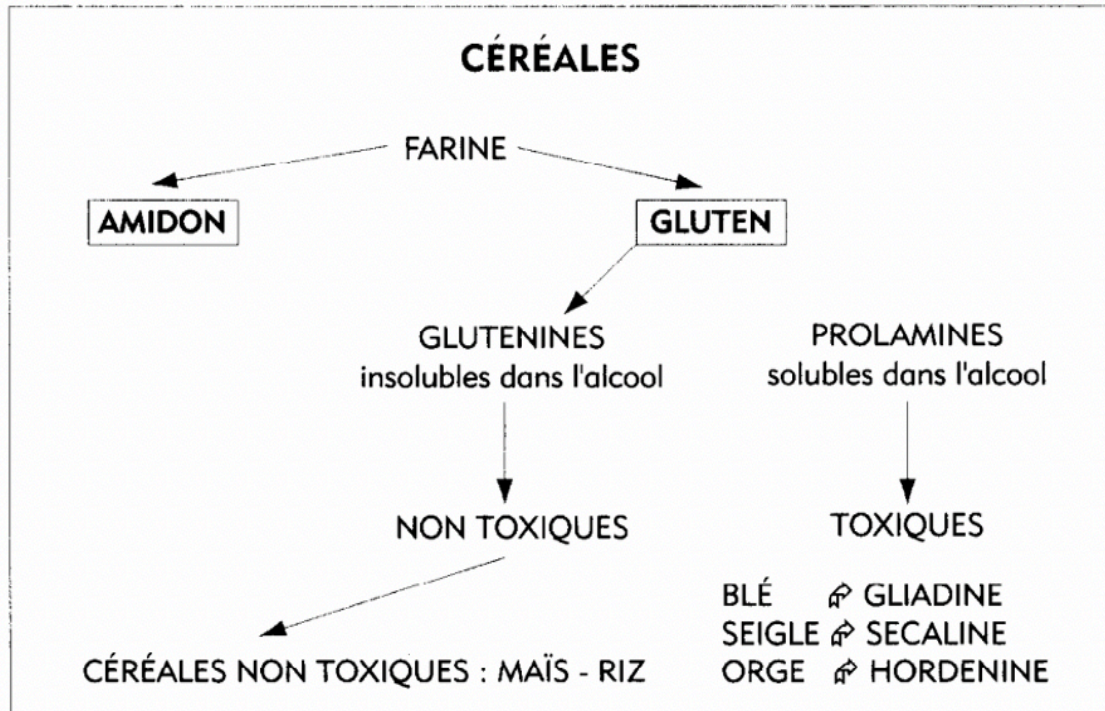 CÉRÉALES
FARINE
AMIDON
GLUTEN
GLUTENINES
insolubles dans l'alcool
PROLAMINES
solubles dans l'alcool
NON TOXIQUES
TOXIQUES
CÉRÉALES NON TOXIQUES : MAÏS - RIZ
BLÉ GLIADINE
SEIGLE SECALINE
ORGE HORDENINE